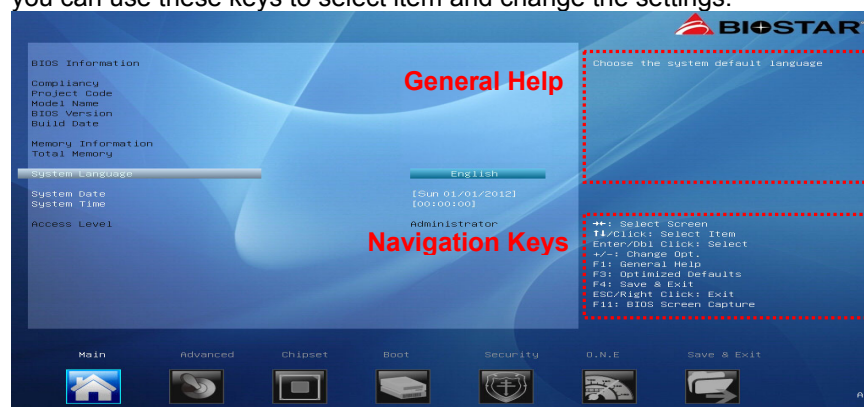 you can use these keys to select item and change the settings.
BIOSTAR
BIOS Information
Choose the system default language
General Help
Compliancy
Project Code
Model Name
BIOS Version
Build Date
Memory Information
Total Memory
System Language
English
System Date
[Sun 01/01/2012]
System Time
[00:00:00]
Access Level
Administrator
Navigation Keys
→←: Select Screen
↑↓/Click: Select Item
Enter/Dbl Click: Select
+/-: Change Opt.
F1: General Help
F3: Optimized Defaults
F4: Save & Exit
ESC/Right Click: Exit
F11: BIOS Screen Capture
Main
Advanced
Chipset
Boot
Security
O.N.E
Save & Exit